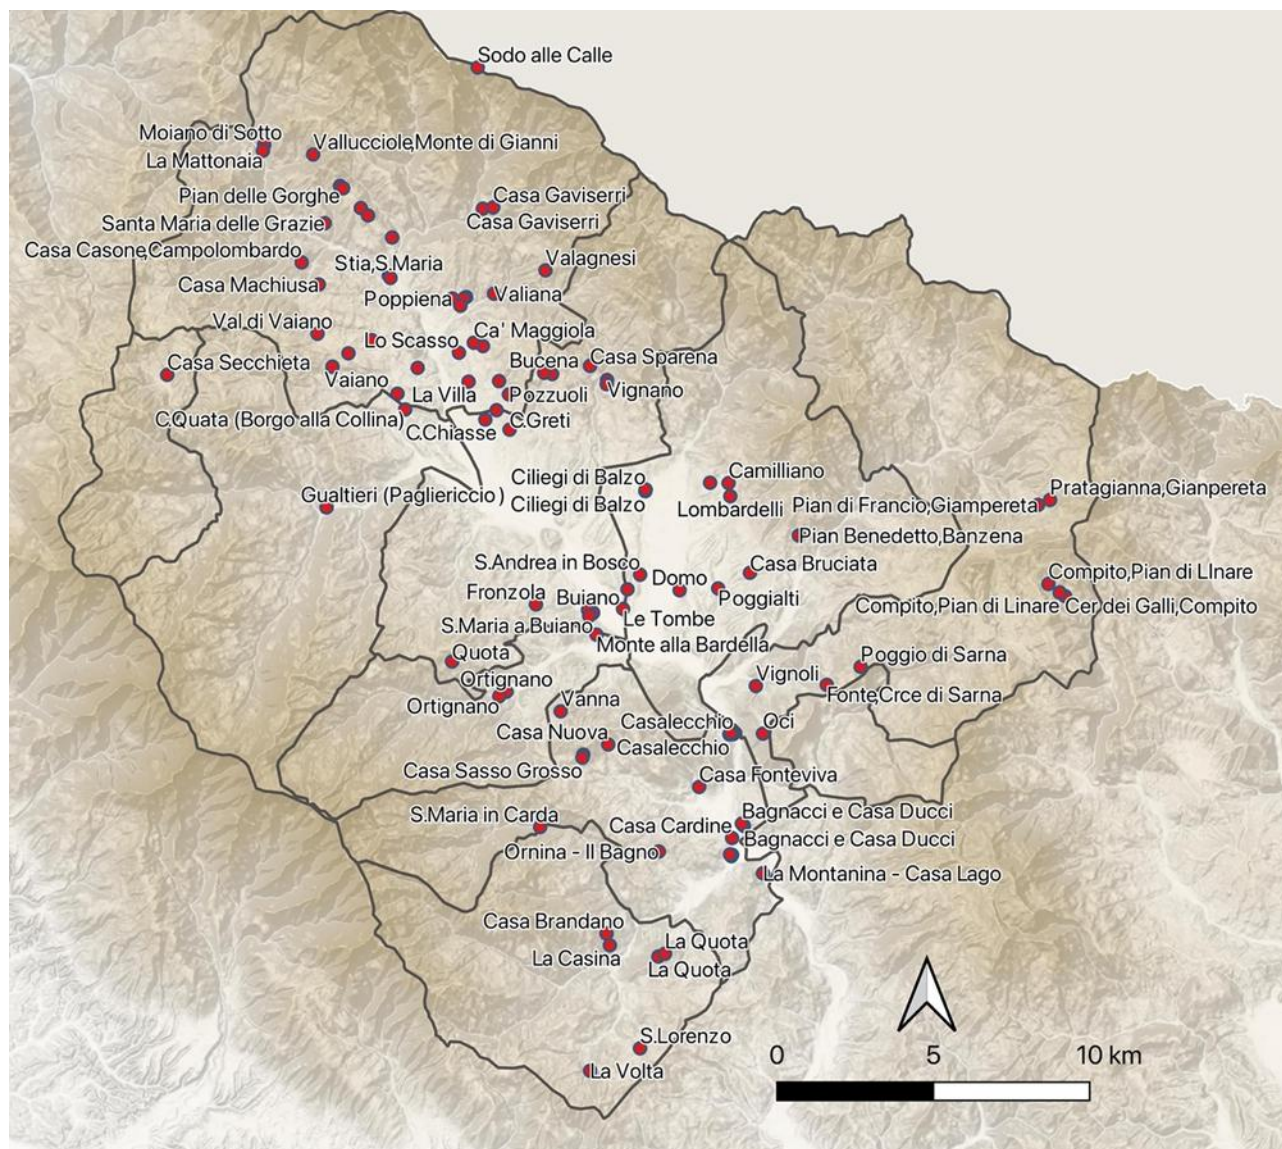 Sodo alle Calle
Moiano di Sotto
Vallucciole,Monte di Gianni
La Mattonaia
Pian delle Gorghe
Casa Gaviserri
Santa Maria delle Grazie
Casa Gaviserri
Casa Casone,Campolombardo
Stia,S.Maria
Valagnesi
Casa Machiusa
Poppiena
Valiana
Val di Vaiano
Lo Scasso
Ca' Maggiola
Casa Secchieta
Bucena
Casa Sparena
Vaiano
La Villa
Pozzuoli
Vignano
C.Quata (Borgo alla Collina)
C.Chiasse
C.Greti
Ciliegi di Balzo
Camilliano
Gualtieri (Pagliericcio )
Ciliegi di Balzo
Lombardelli
Pian di Francio,Giampereta
Pratagianna,Gianpereta
Pian Benedetto,Banzena
S.Andrea in Bosco
Casa Bruciata
Fronzola
Buiano
Domo
Poggialti
Compito,Pian di LInare
S.Maria a Buiano
Le Tombe
Compito,Pian di Linare
Cer dei Galli,Compito
Monte alla Bardella
Quota
Poggio di Sarna
Ortignano
Vignoli
Ortignano
Vanna
Fonte,Crce di Sarna
Casa Nuova
Casalecchio
Oci
Casalecchio
Casa Sasso Grosso
Casa Fonteviva
S.Maria in Carda
Casa Cardine
Bagnacci e Casa Ducci
Ornina - Il Bagno
Bagnacci e Casa Ducci
La Montanina - Casa Lago
Casa Brandano
La Casina
La Quota
La Quota
S.Lorenzo
La Volta
0 5 10 km